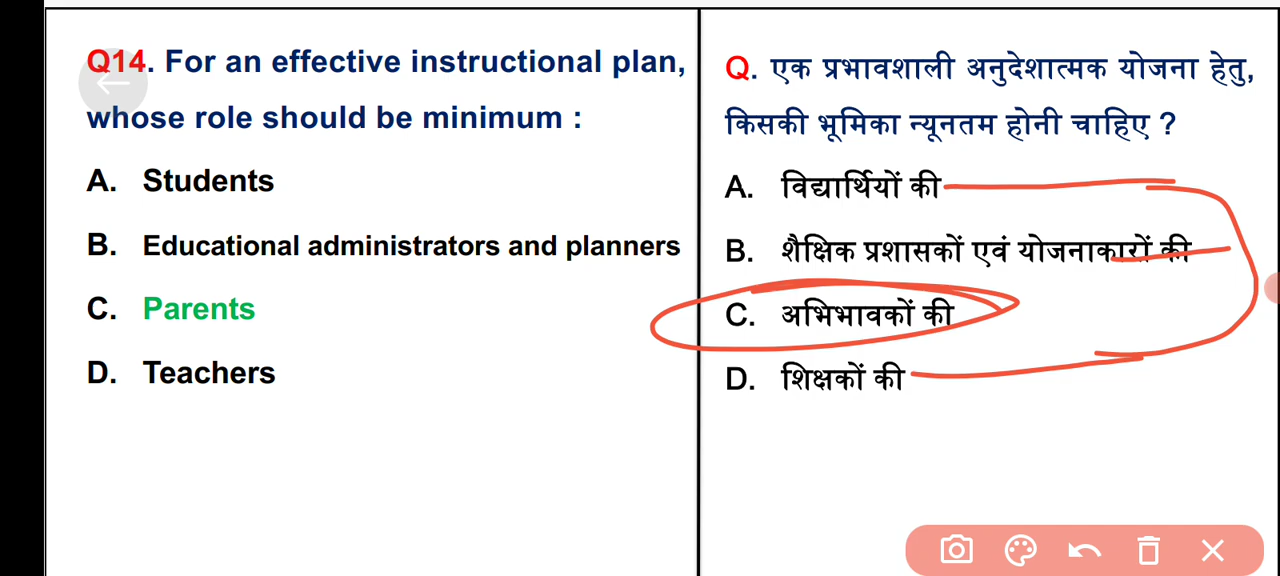 Q14. For an effective instructional plan,
whose role should be minimum :
A. Students
B. Educational administrators and planners
C. Parents
D. Teachers
Q. एक प्रभावशाली अनुदेशात्मक योजना हेतु,
किसकी भूमिका न्यूनतम होनी चाहिए ?
A. विद्यार्थियों की
B. शैक्षिक प्रशासकों एवं योजनाकारों की
C. अभिभावकों की
D. शिक्षकों की